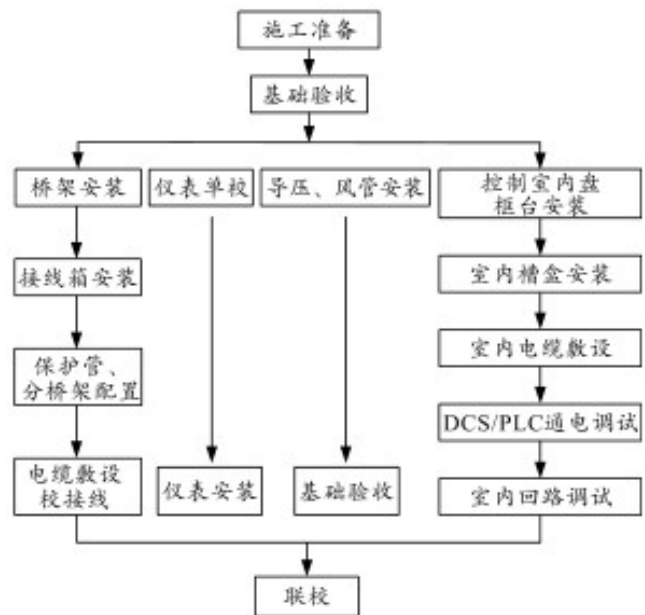 施工准备
基础验收
桥架安装
仪表单校
导压、风管安装
控制室内盘
柜台安装
接线箱安装
室内槽盒安装
保护管、
分桥架配置
室内电缆敷设
DCS/PLC通电调试
电缆敷设
校接线
仪表安装
基础验收
室内回路调试
联校